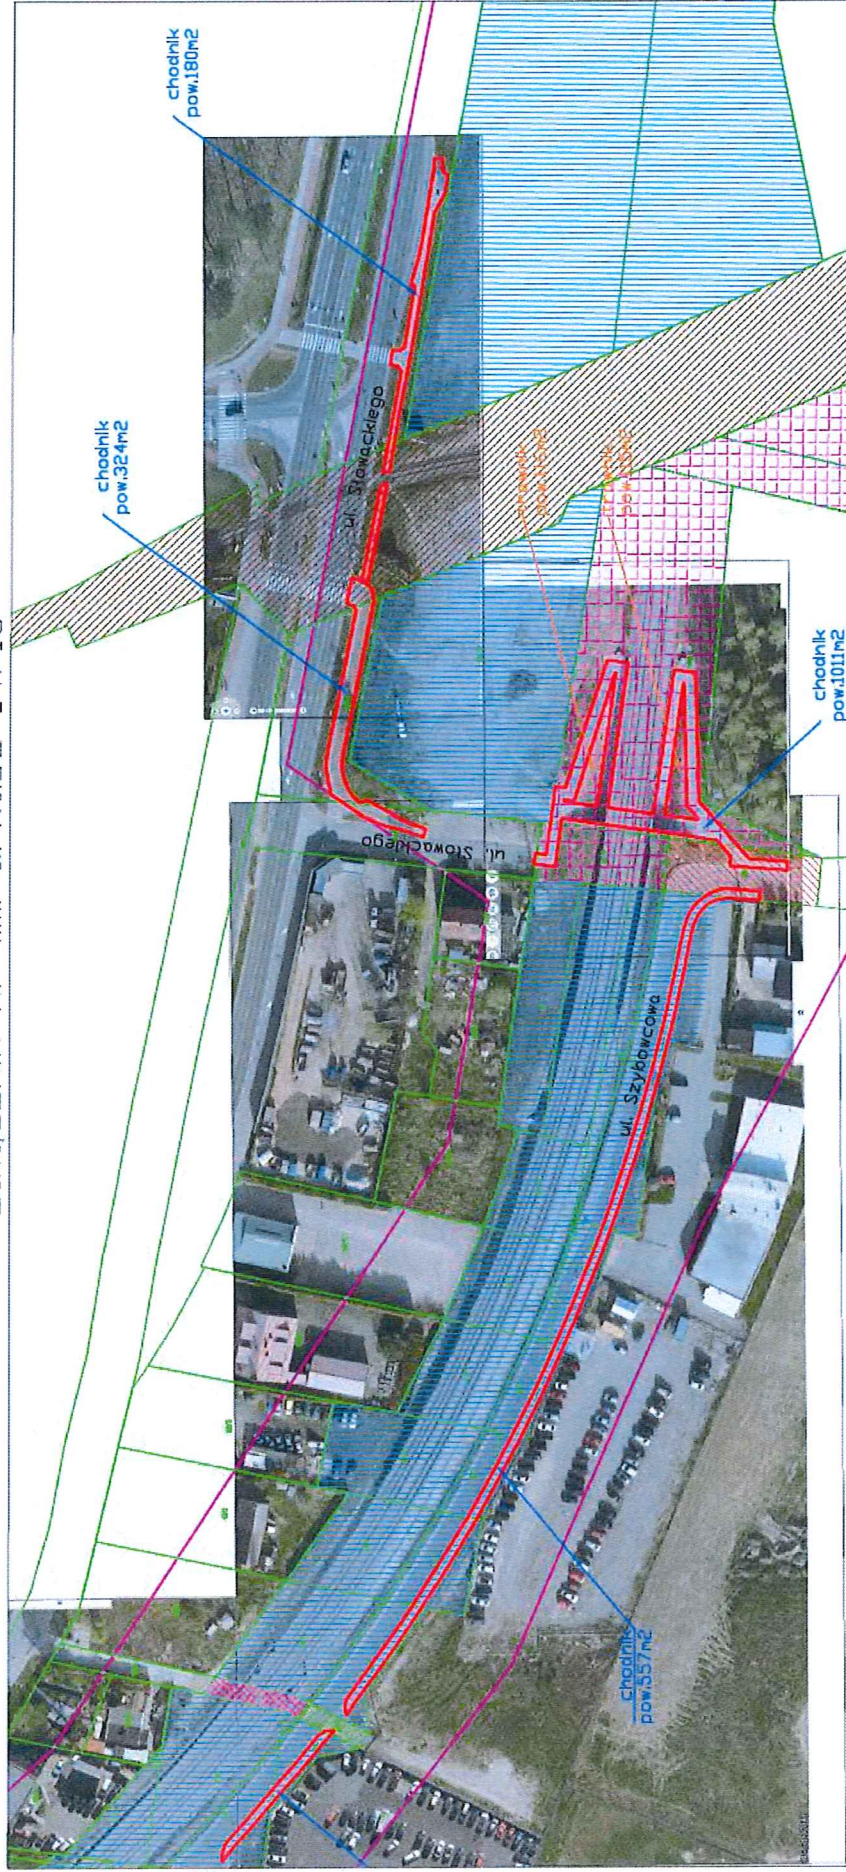 chodnik
pow.180m2
chodnik
pow.324m2
ul. Słowackiego
ul. Słowackiego
chodnik
pow.1011m2
ul. Szybowcowa
chodnik
pow.557m2